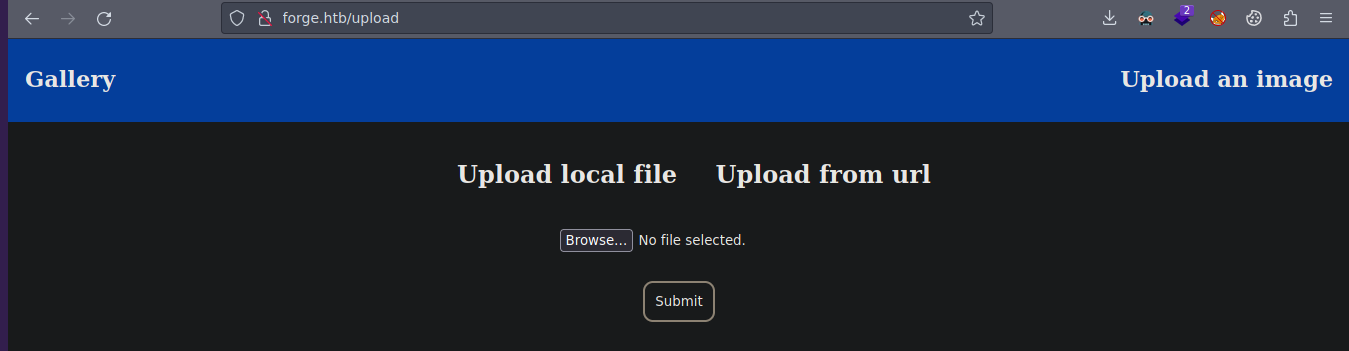 forge.htb/upload
2
Gallery
Upload an image
Upload local file
Upload from url
Browse... No file selected.
Submit